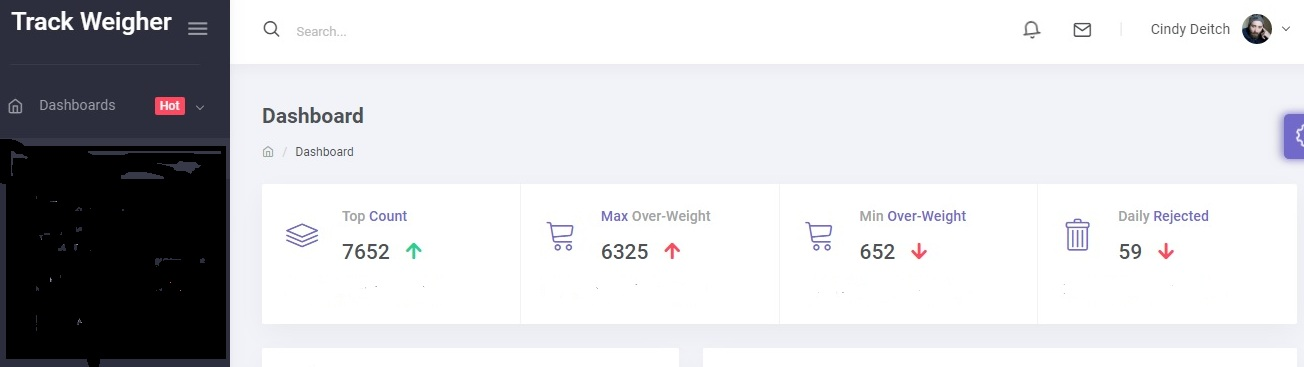 Track Weigher
Search...
Cindy Deitch
Dashboards
Hot
Dashboard
/ Dashboard
Top Count
7652
Max Over-Weight
6325
Min Over-Weight
652
Daily Rejected
59